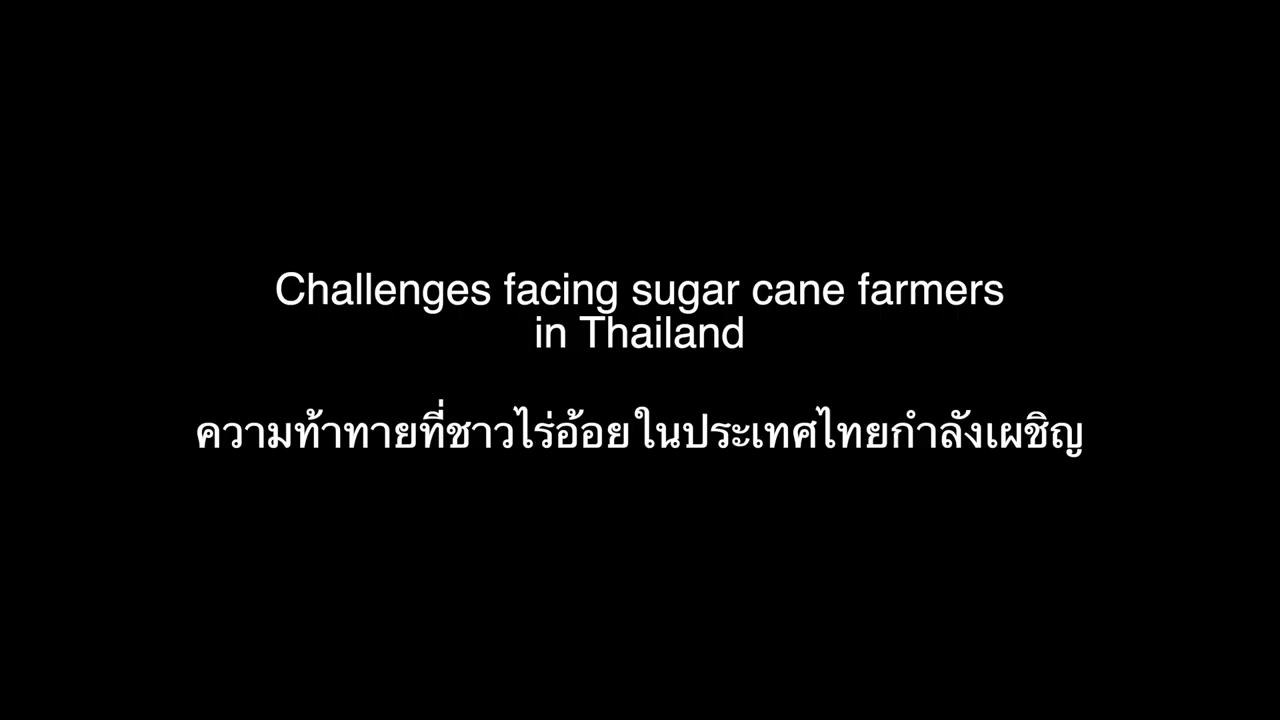 Challenges facing sugar cane farmers
in Thailand
ความท้าทายที่ชาวไร่อ้อยในประเทศไทยกำลังเผชิญ